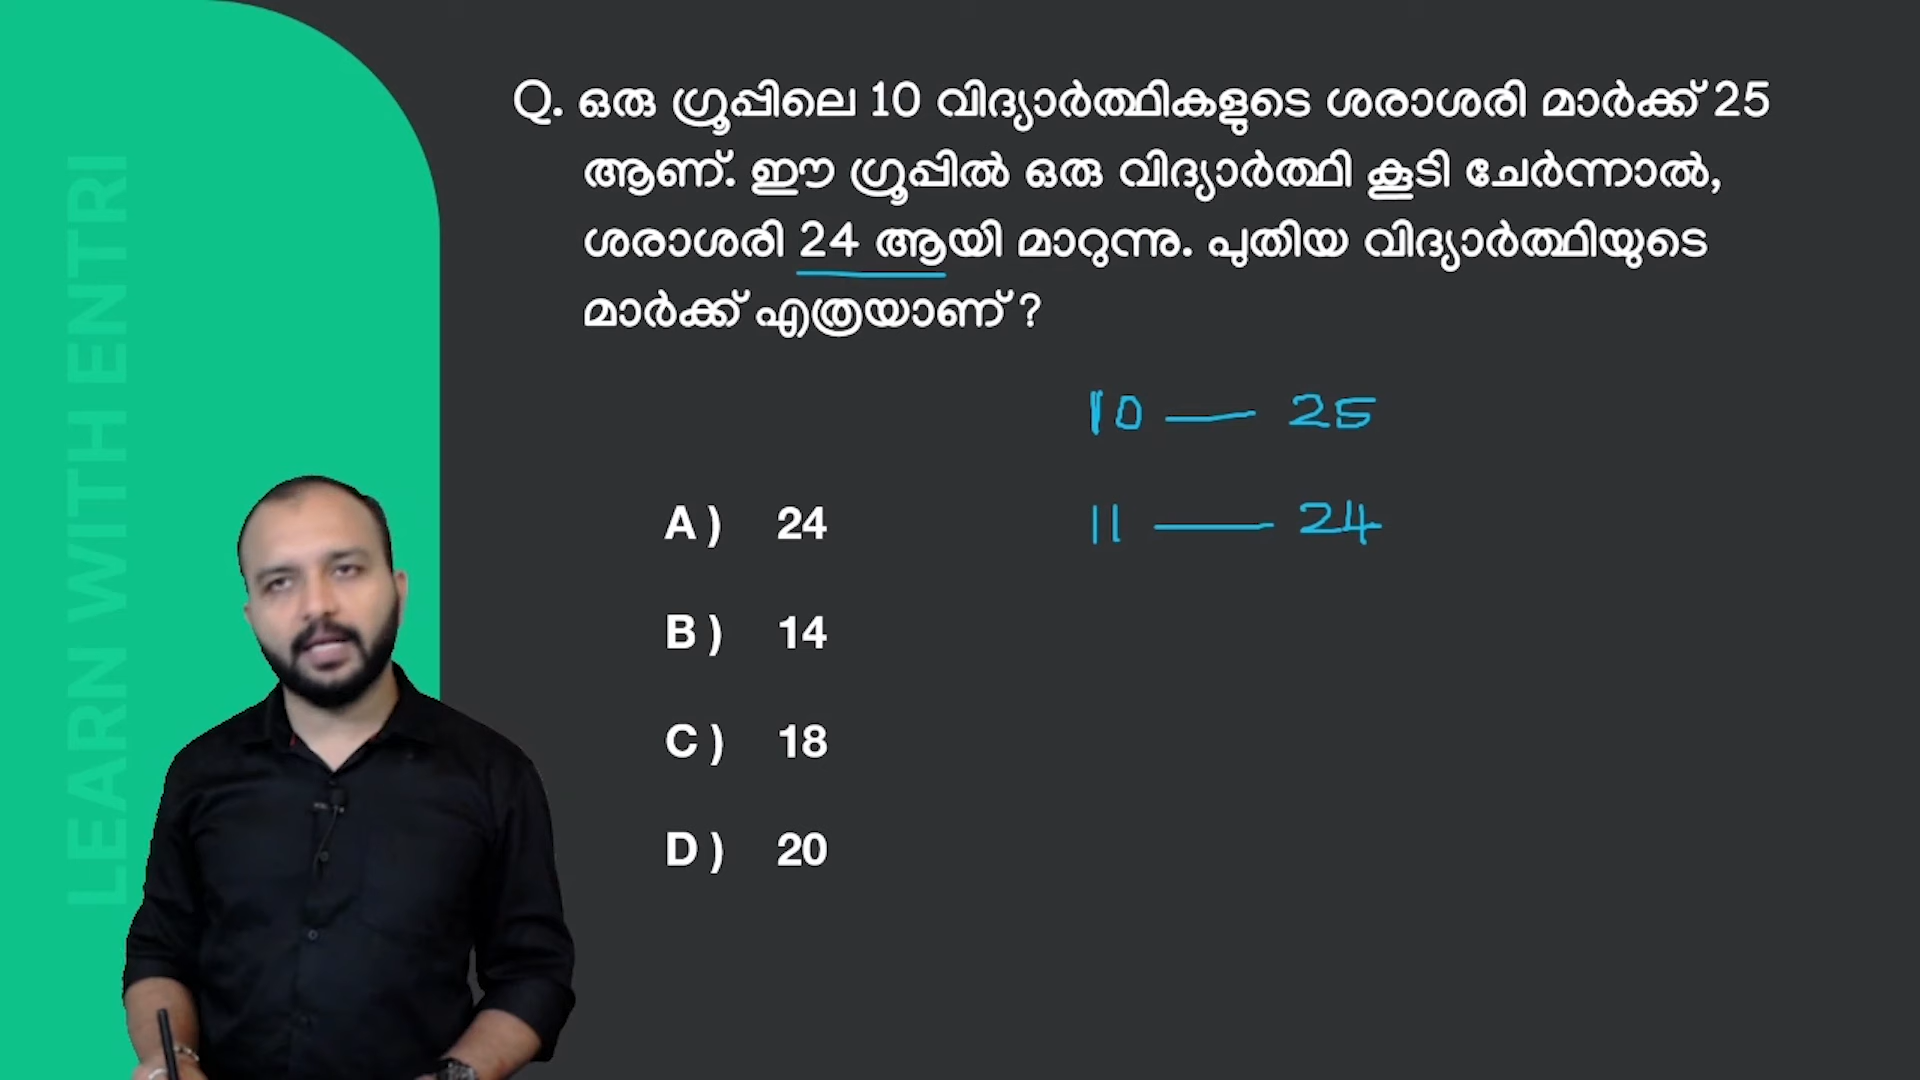 LEARN WITH ENTRI
Q. ഒരു ഗ്രൂപ്പിലെ 10 വിദ്യാർത്ഥികളുടെ ശരാശരി മാർക്ക് 25
ആണ്. ഈ ഗ്രൂപ്പിൽ ഒരു വിദ്യാർത്ഥി കൂടി ചേർന്നാൽ,
ശരാശരി 24 ആയി മാറുന്നു. പുതിയ വിദ്യാർത്ഥിയുടെ
മാർക്ക് എത്രയാണ് ?
10 — 25
11 — 24
A ) 24
B ) 14
C ) 18
D ) 20